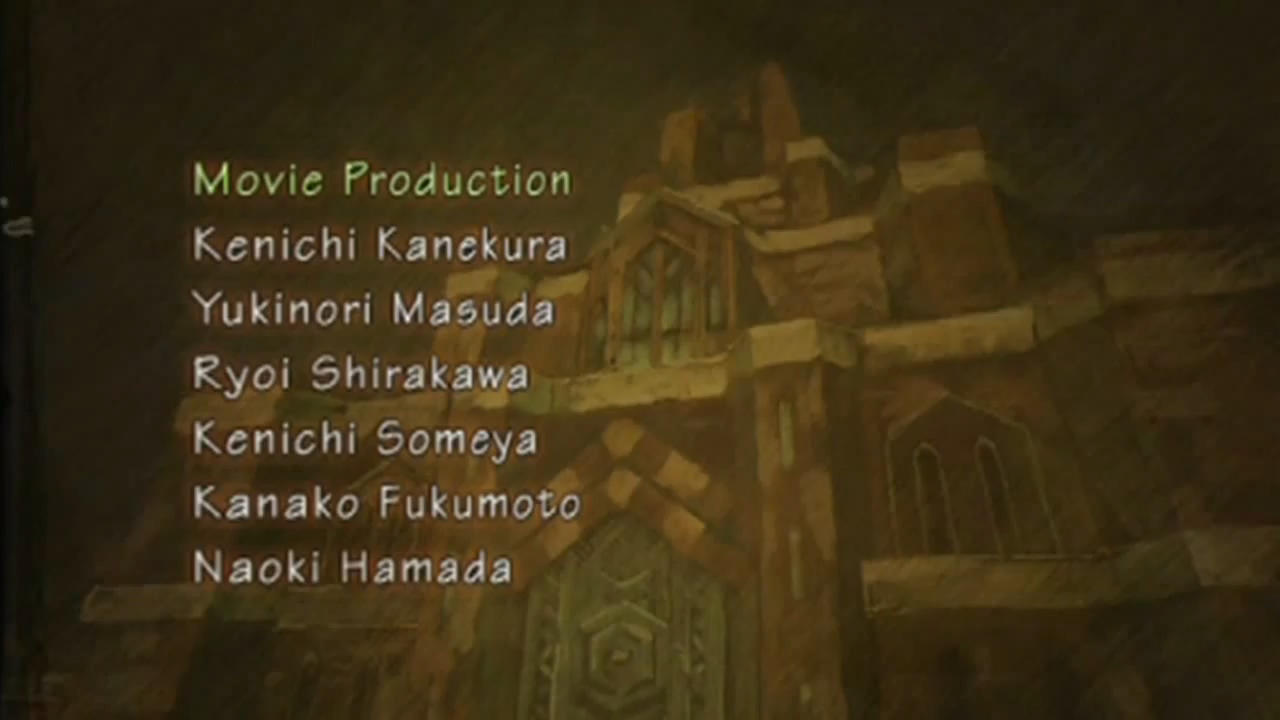 Movie Production
Kenichi Kanekura
Yukinori Masuda
Ryoi Shirakawa
Kenichi Someya
Kanako Fukumoto
Naoki Hamada